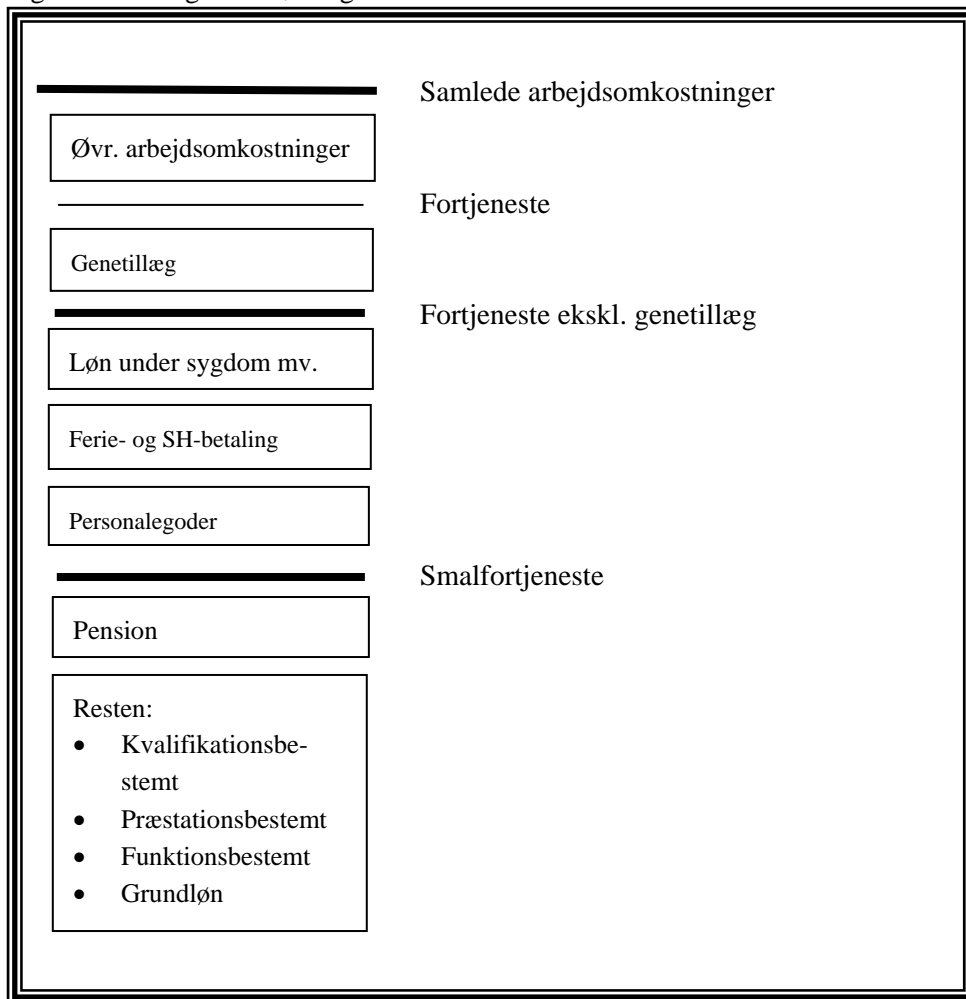 Samlede arbejdsomkostninger
Øvr. arbejdsomkostninger
Fortjeneste
Genetillæg
Fortjeneste ekskl. genetillæg
Løn under sygdom mv.
Ferie- og SH-betaling
Personalegoder
Smalfortjeneste
Pension
Resten:
• Kvalifikationsbe-
stemt
• Præstationsbestemt
• Funktionsbestemt
• Grundløn